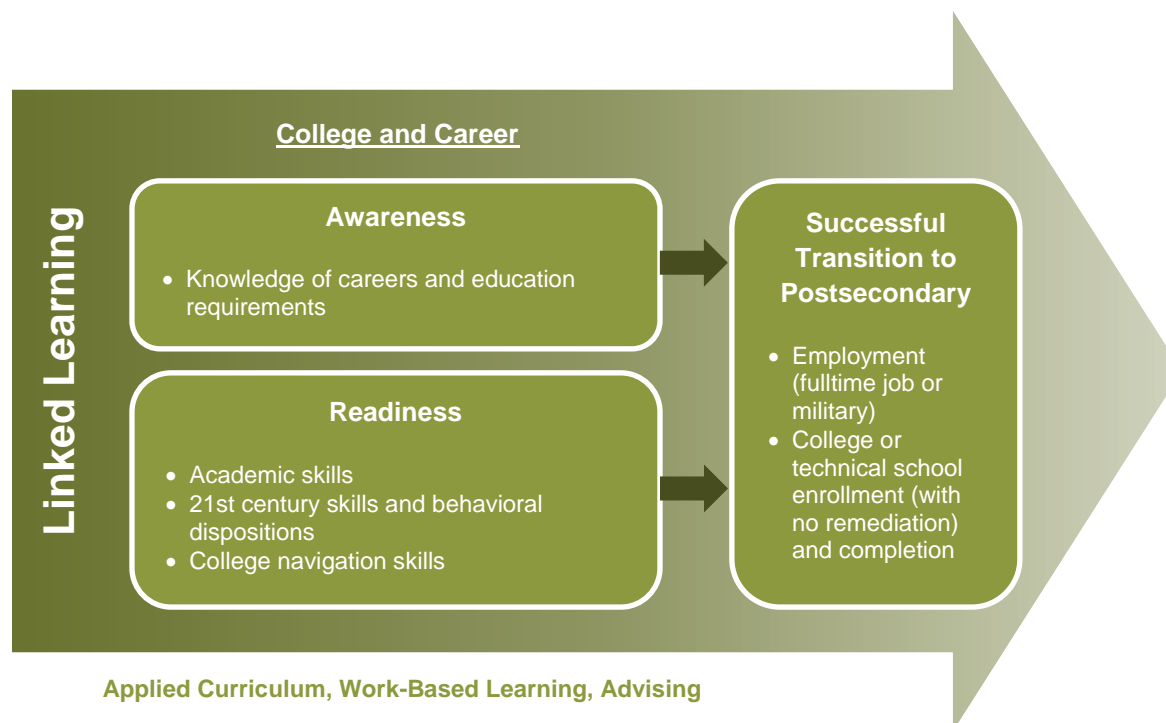 Linked Learning
College and Career
Awareness
• Knowledge of careers and education
requirements
Readiness
• Academic skills
• 21st century skills and behavioral
dispositions
• College navigation skills
Successful
Transition to
Postsecondary
• Employment
(fulltime job or
military)
• College or
technical school
enrollment (with
no remediation)
and completion
Applied Curriculum, Work-Based Learning, Advising